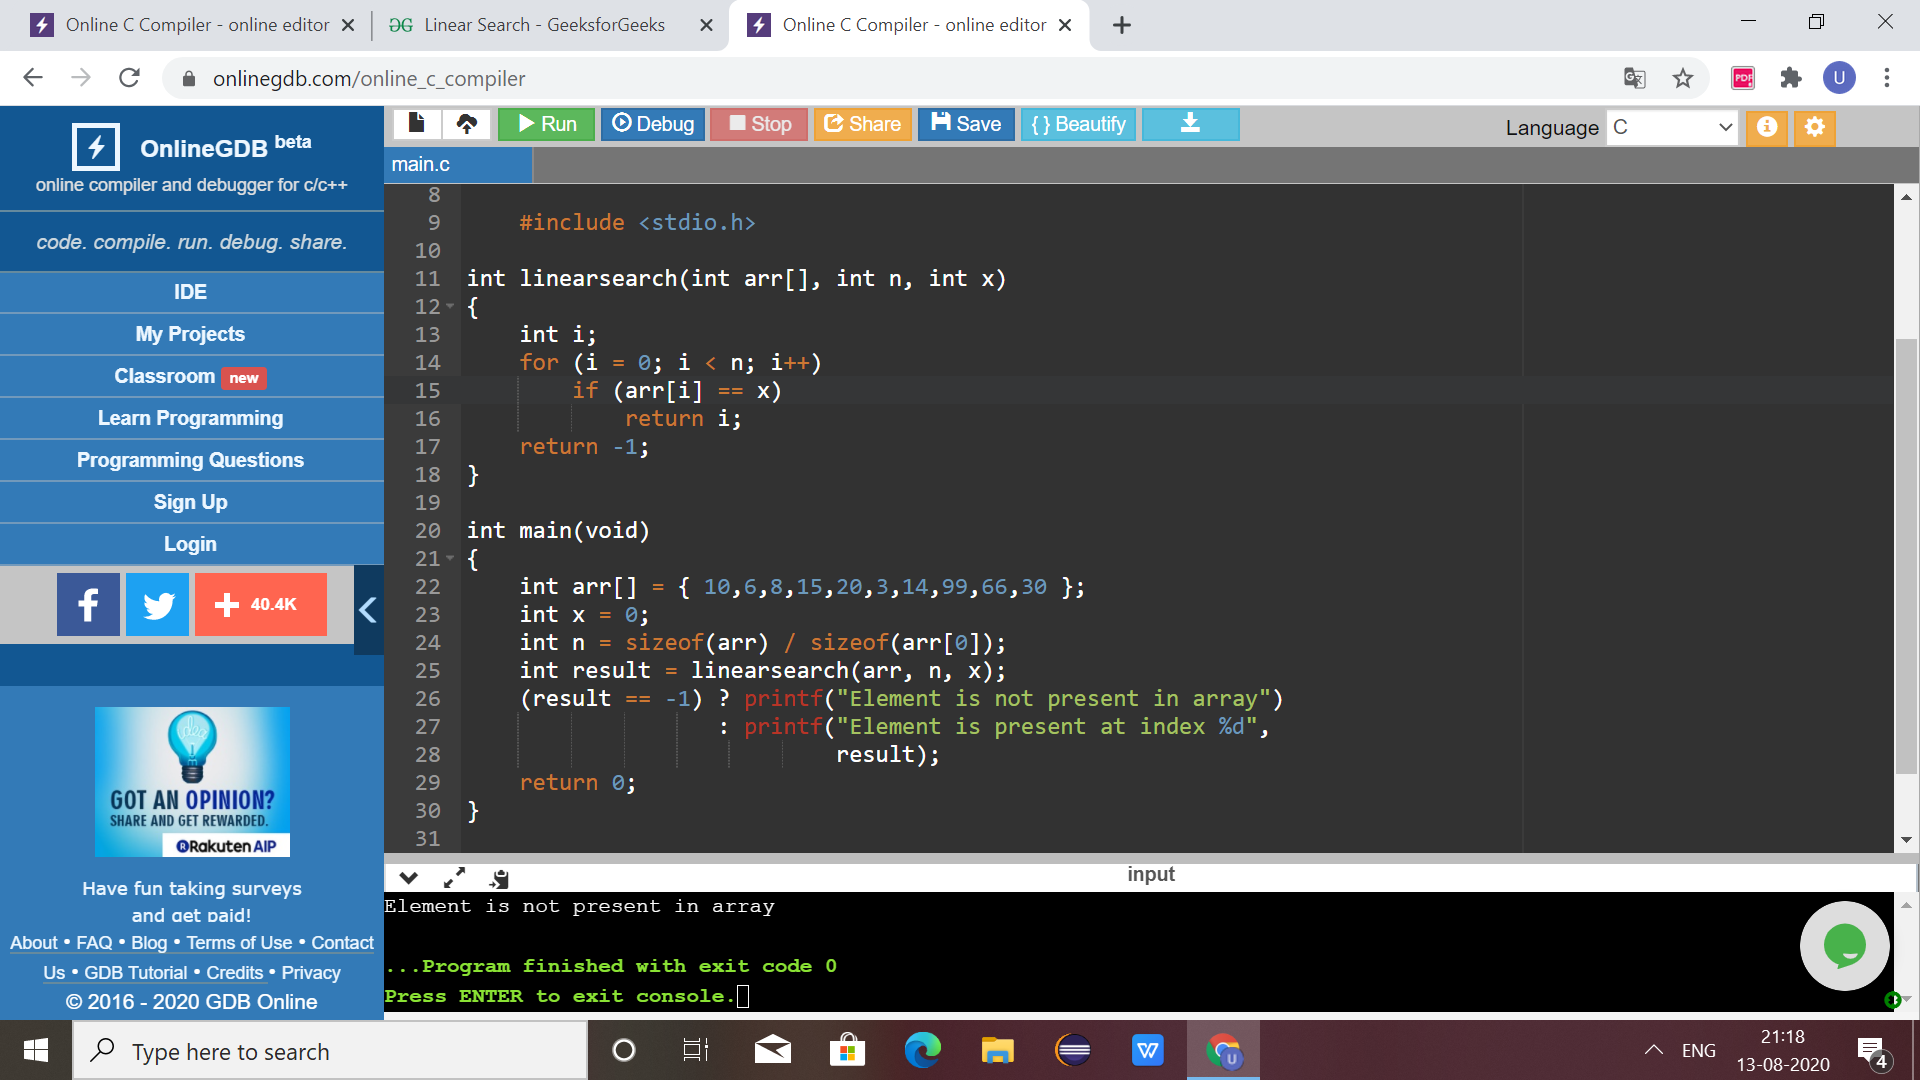 Online C Compiler - online editor
Linear Search - GeeksforGeeks
Online C Compiler - online editor
onlinegdb.com/online_c_compiler
PDF
U
OnlineGDB beta
online compiler and debugger for c/c++
code. compile. run. debug. share.
IDE
My Projects
Classroom new
Learn Programming
Programming Questions
Sign Up
Login
f
+ 40.4K
idea
GOT AN OPINION?
SHARE AND GET REWARDED.
Rakuten AIP
Have fun taking surveys
and get paid!
About • FAQ • Blog • Terms of Use • Contact
Us • GDB Tutorial • Credits • Privacy
© 2016 - 2020 GDB Online
Run Debug Stop Share Save { } Beautify
Language C
main.c
8
9 #include <stdio.h>
10
11 int linearsearch(int arr[], int n, int x)
12 {
13 int i;
14 for (i = 0; i < n; i++)
15 if (arr[i] == x)
16 return i;
17 return -1;
18 }
19
20 int main(void)
21 {
22 int arr[] = { 10,6,8,15,20,3,14,99,66,30 };
23 int x = 0;
24 int n = sizeof(arr) / sizeof(arr[0]);
25 int result = linearsearch(arr, n, x);
26 (result == -1) ? printf("Element is not present in array")
27 : printf("Element is present at index %d",
28 result);
29 return 0;
30 }
31
input
Element is not present in array
...Program finished with exit code 0
Press ENTER to exit console.
Type here to search
W
U
ENG
21:18
13-08-2020
4